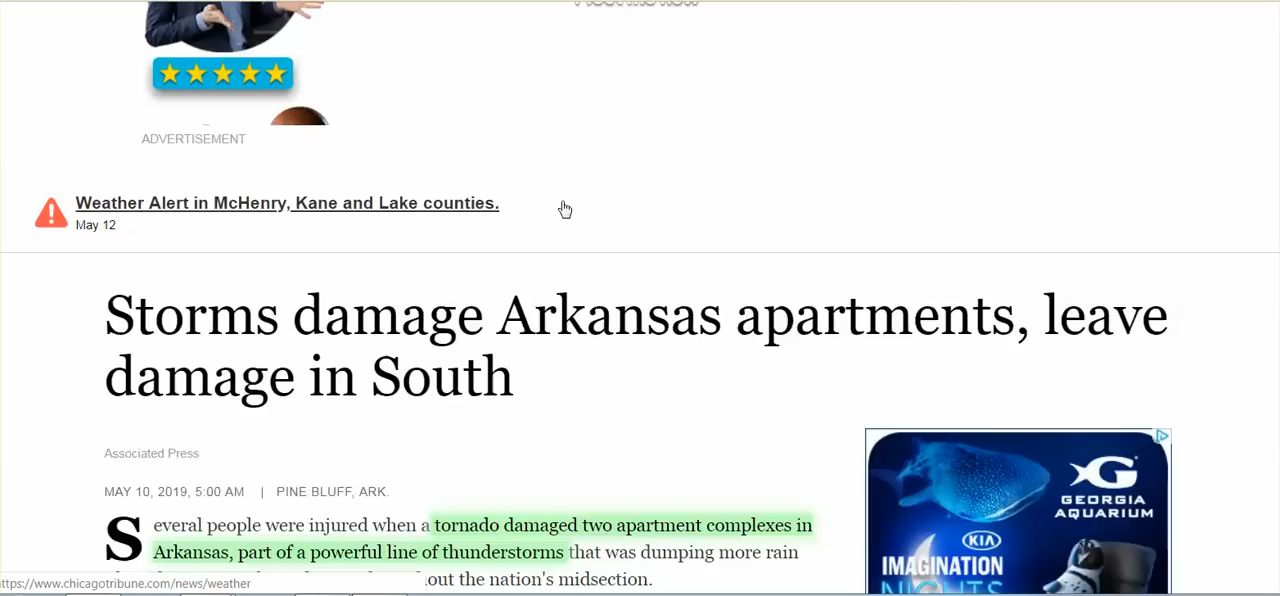 ADVERTISEMENT
Weather Alert in McHenry, Kane and Lake counties.
May 12
Storms damage Arkansas apartments, leave
damage in South
Associated Press
MAY 10, 2019, 5:00 AM | PINE BLUFF, ARK.
Several people were injured when a tornado damaged two apartment complexes in
Arkansas, part of a powerful line of thunderstorms that was dumping more rain
out the nation's midsection.
GEORGIA
AQUARIUM
KIA
IMAGINATION
NIGHTS
ttps://www.chicagotribune.com/news/weather